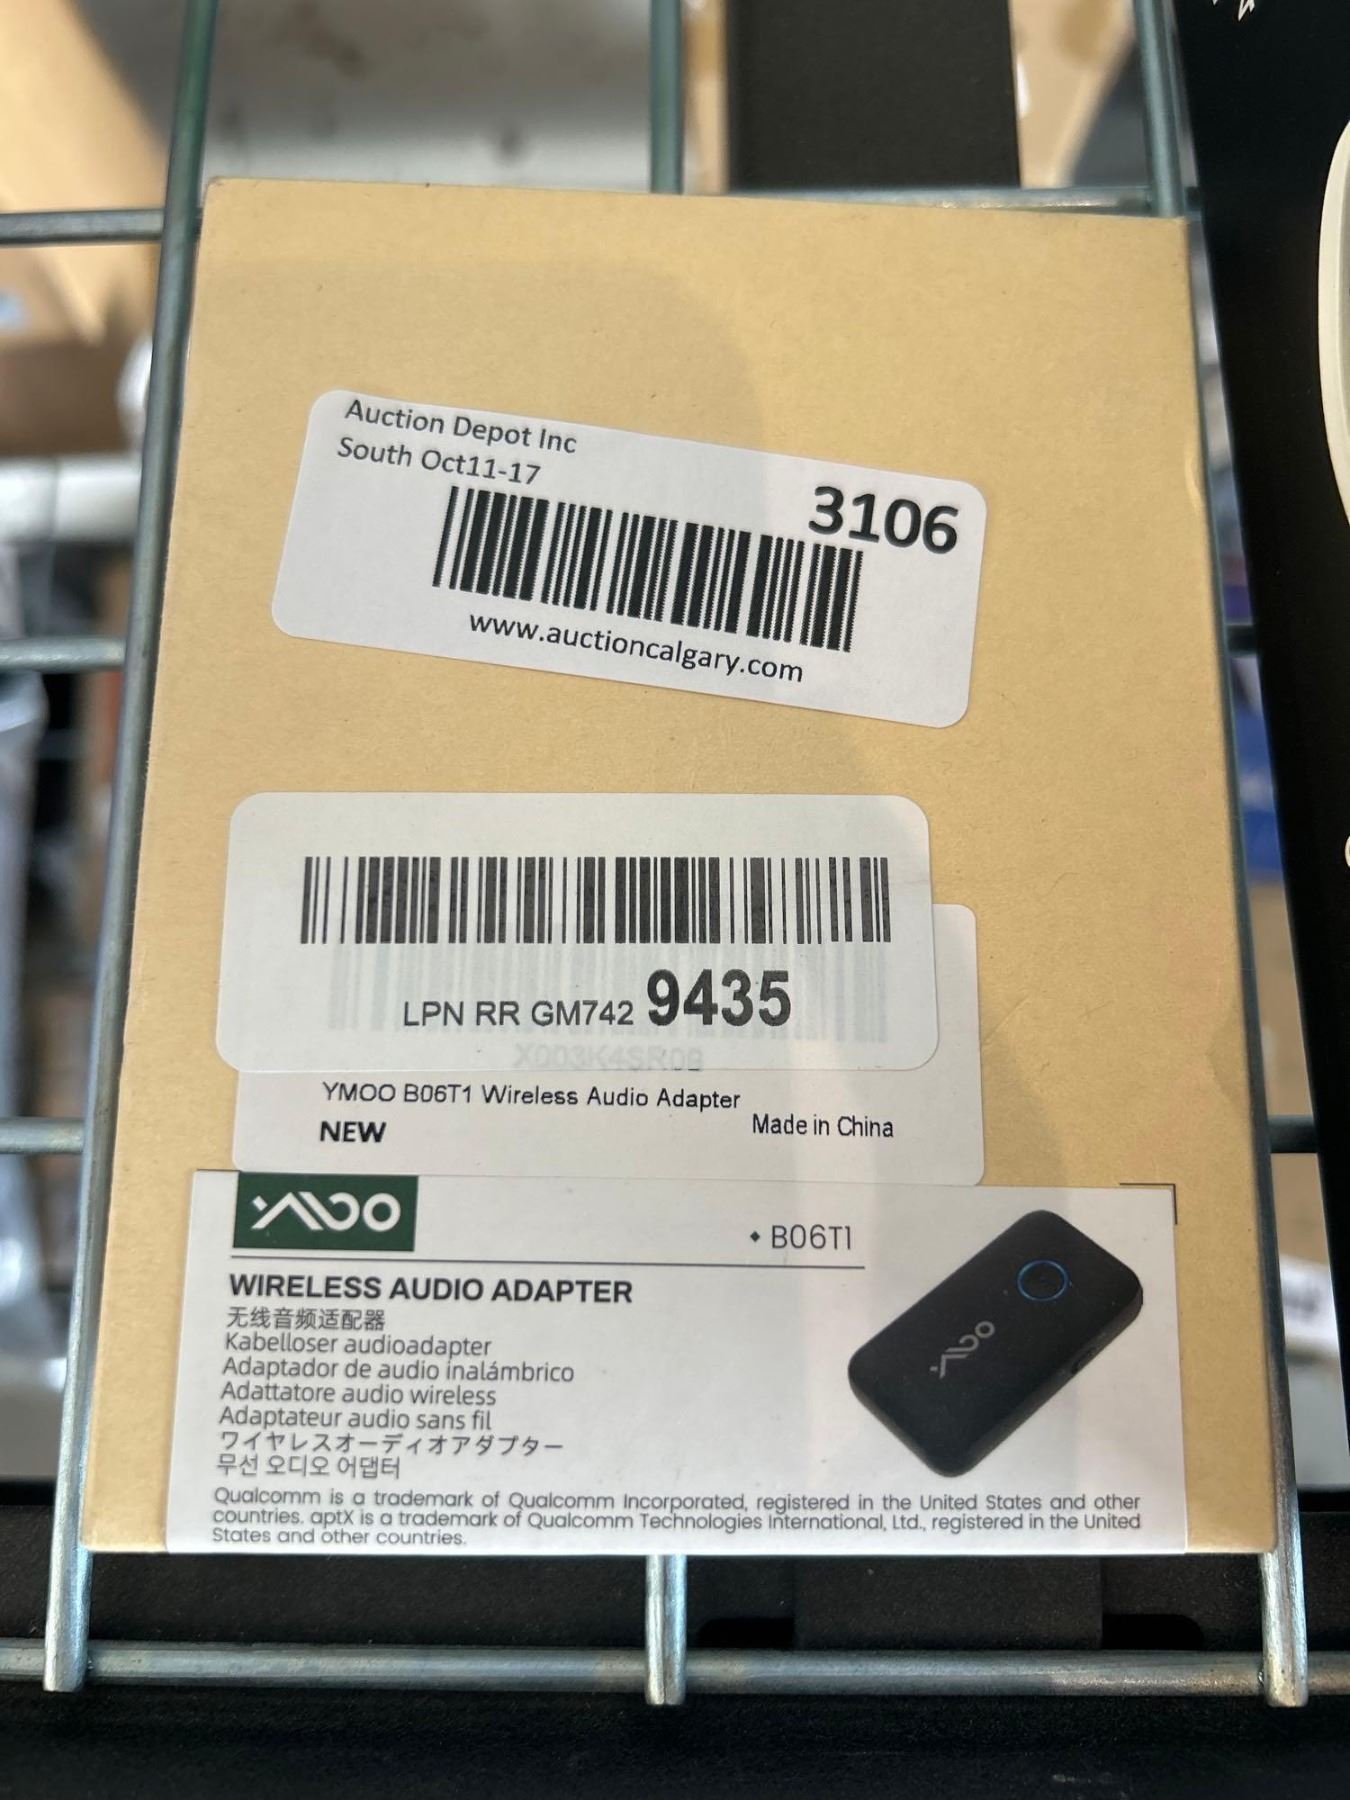 Auction Depot Inc
South Oct11-17
3106
www.auctioncalgary.com
LPN RR GM742 9435
X003K4SR0B
YMOO B06T1 Wireless Audio Adapter
NEW
Made in China
YMOO
• B06T1
WIRELESS AUDIO ADAPTER
无线音频适配器
Kabelloser audioadapter
Adaptador de audio inalámbrico
Adattatore audio wireless
Adaptateur audio sans fil
ワイヤレスオーディオアダプター
무선 오디오 어댑터
YMOO
Qualcomm is a trademark of Qualcomm Incorporated, registered in the United States and other
countries. aptX is a trademark of Qualcomm Technologies International, Ltd., registered in the United
States and other countries.